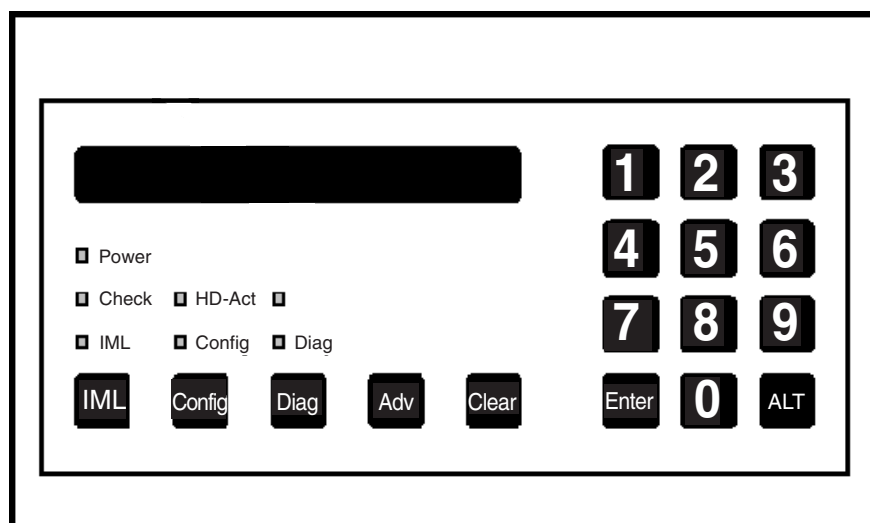 1 2 3
Power
4 5 6
Check HD-Act
IML Config Diag
7 8 9
IML Config Diag Adv Clear Enter 0 ALT